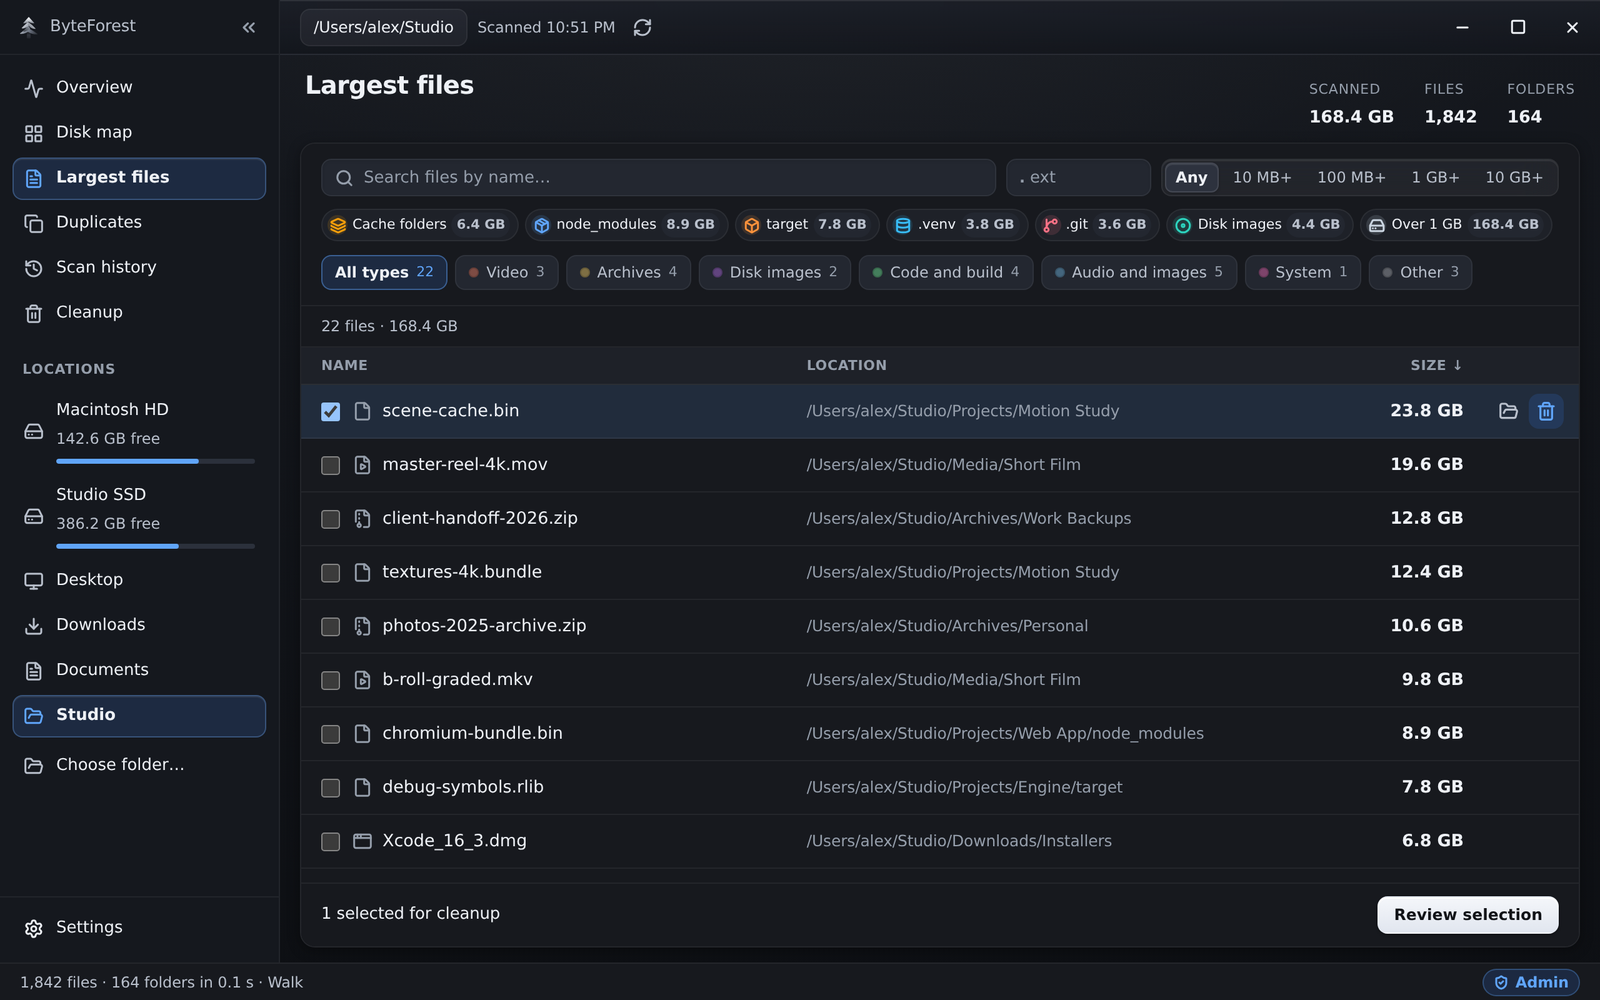 ByteForest
/Users/alex/Studio
Scanned 10:51 PM
Overview
Disk map
Largest files
Duplicates
Scan history
Cleanup
LOCATIONS
Macintosh HD
142.6 GB free
Studio SSD
386.2 GB free
Desktop
Downloads
Documents
Studio
Choose folder...
Settings
Largest files
SCANNED FILES FOLDERS
168.4 GB 1,842 164
Search files by name...
. ext
Any 10 MB+ 100 MB+ 1 GB+ 10 GB+
Cache folders 6.4 GB node_modules 8.9 GB target 7.8 GB .venv 3.8 GB .git 3.6 GB Disk images 4.4 GB Over 1 GB 168.4 GB
All types 22 Video 3 Archives 4 Disk images 2 Code and build 4 Audio and images 5 System 1 Other 3
22 files · 168.4 GB
NAME LOCATION SIZE ↓
scene-cache.bin /Users/alex/Studio/Projects/Motion Study 23.8 GB
master-reel-4k.mov /Users/alex/Studio/Media/Short Film 19.6 GB
client-handoff-2026.zip /Users/alex/Studio/Archives/Work Backups 12.8 GB
textures-4k.bundle /Users/alex/Studio/Projects/Motion Study 12.4 GB
photos-2025-archive.zip /Users/alex/Studio/Archives/Personal 10.6 GB
b-roll-graded.mkv /Users/alex/Studio/Media/Short Film 9.8 GB
chromium-bundle.bin /Users/alex/Studio/Projects/Web App/node_modules 8.9 GB
debug-symbols.rlib /Users/alex/Studio/Projects/Engine/target 7.8 GB
Xcode_16_3.dmg /Users/alex/Studio/Downloads/Installers 6.8 GB
1 selected for cleanup
Review selection
1,842 files · 164 folders in 0.1 s · Walk
Admin